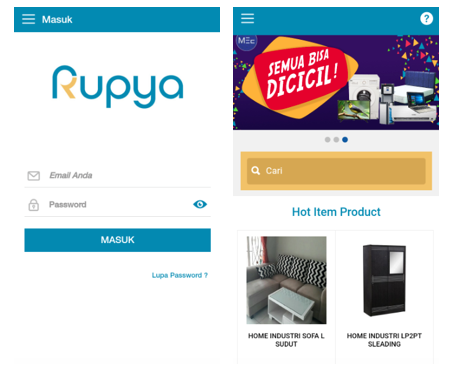 Masuk
Rupya
Email Anda
Password
MASUK
Lupa Password ?
?
MEC
SEMUA BISA
DICICIL!
Cari
Hot Item Product
HOME INDUSTRI SOFA L
SUDUT
HOME INDUSTRI LP2PT
SLEADING